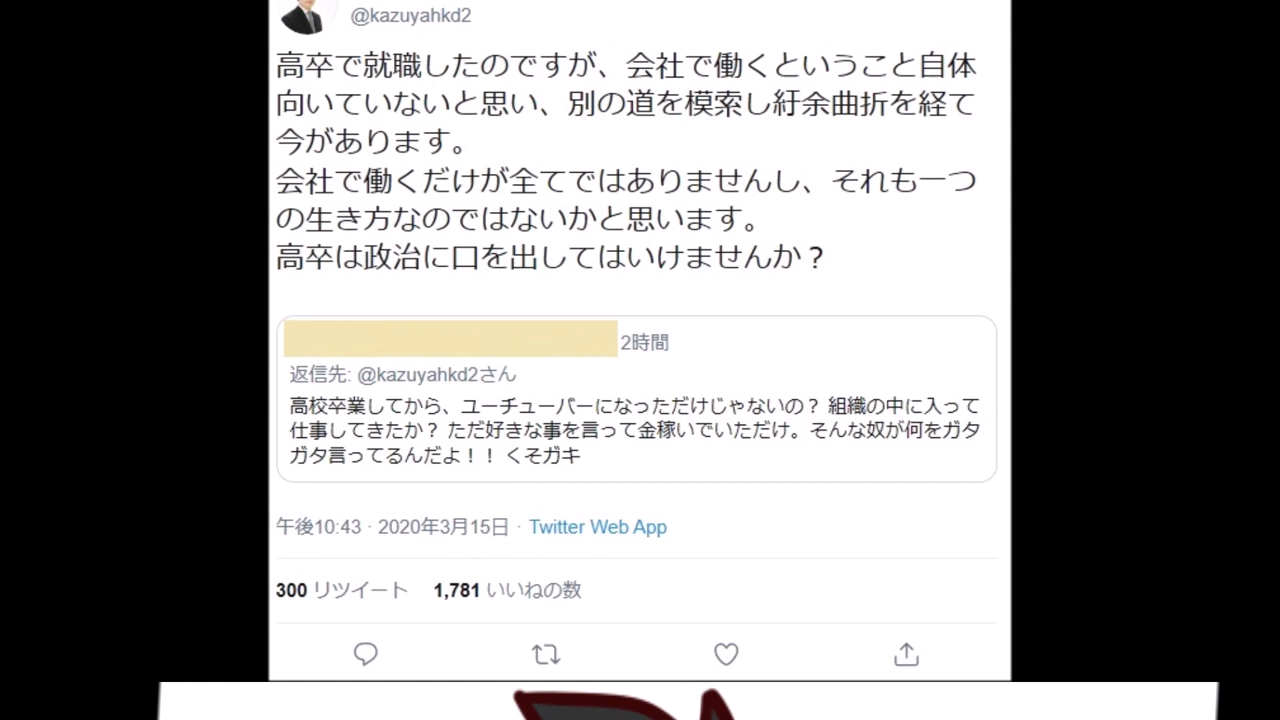 @kazuyahkd2
高卒で就職したのですが、会社で働くということ自体
向いていないと思い、別の道を模索し紆余曲折を経て
今があります。
会社で働くだけが全てではありませんし、それも一つ
の生き方なのではないかと思います。
高卒は政治に口を出してはいけませんか？
2時間
返信先: @kazuyahkd2さん
高校卒業してから、ユーチューバーになっただけじゃないの？ 組織の中に入って
仕事してきたか？ ただ好きな事を言って金稼いでいただけ。そんな奴が何をガタ
ガタ言ってるんだよ！！ くそガキ
午後10:43 · 2020年3月15日 · Twitter Web App
300 リツイート 1,781 いいねの数